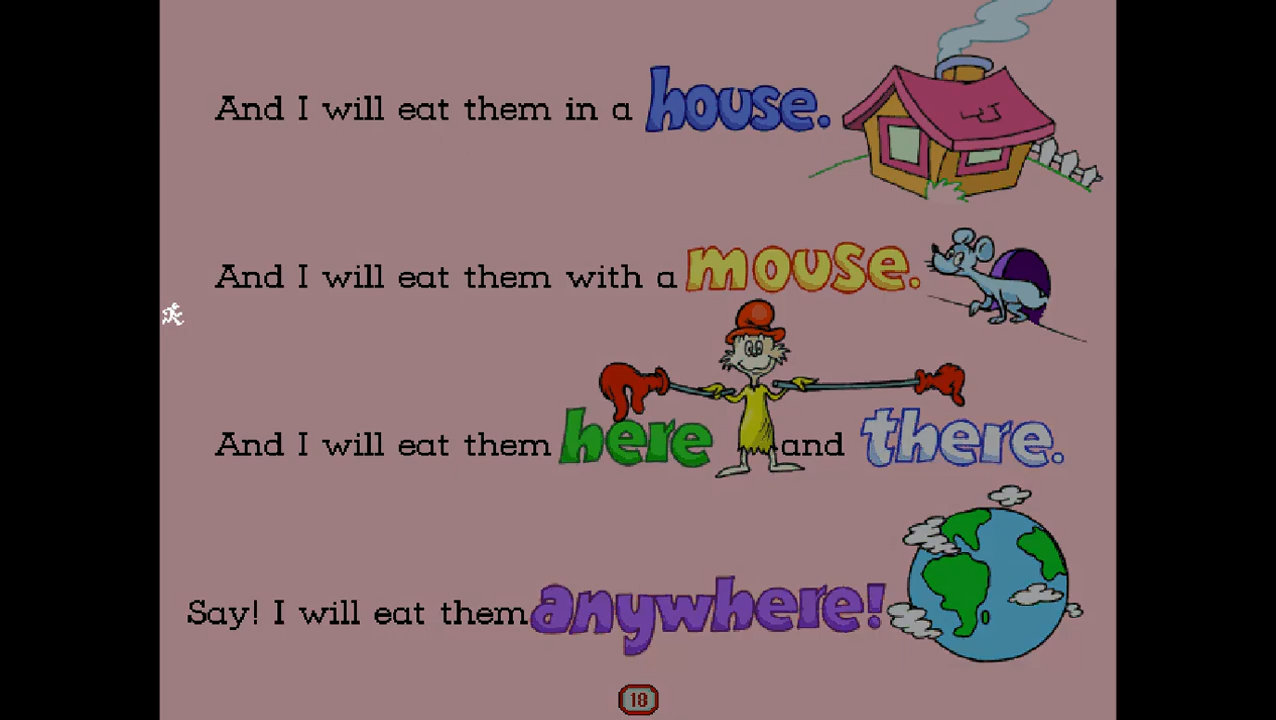 And I will eat them in a house.
And I will eat them with a mouse.
And I will eat them here and there.
Say! I will eat them anywhere!
18